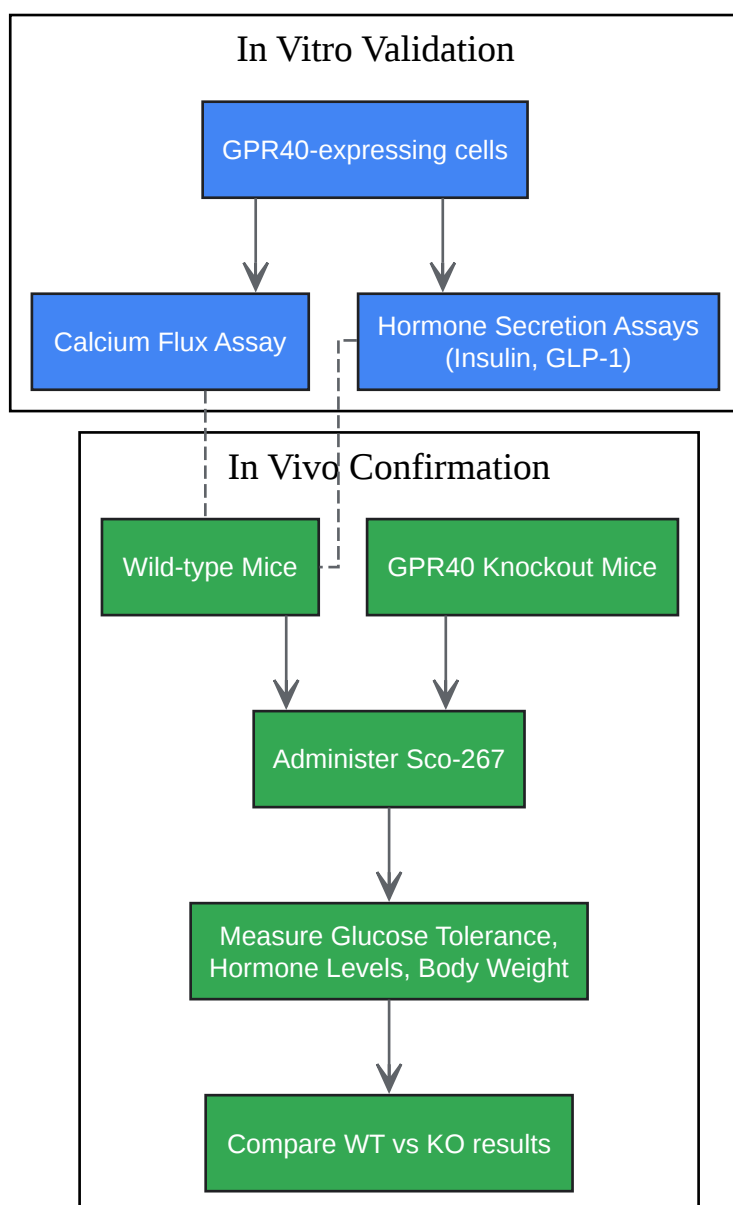 In Vitro Validation
GPR40-expressing cells
Calcium Flux Assay
Hormone Secretion Assays
(Insulin, GLP-1)
In Vivo Confirmation
Wild-type Mice
GPR40 Knockout Mice
Administer Sco-267
Measure Glucose Tolerance,
Hormone Levels, Body Weight
Compare WT vs KO results